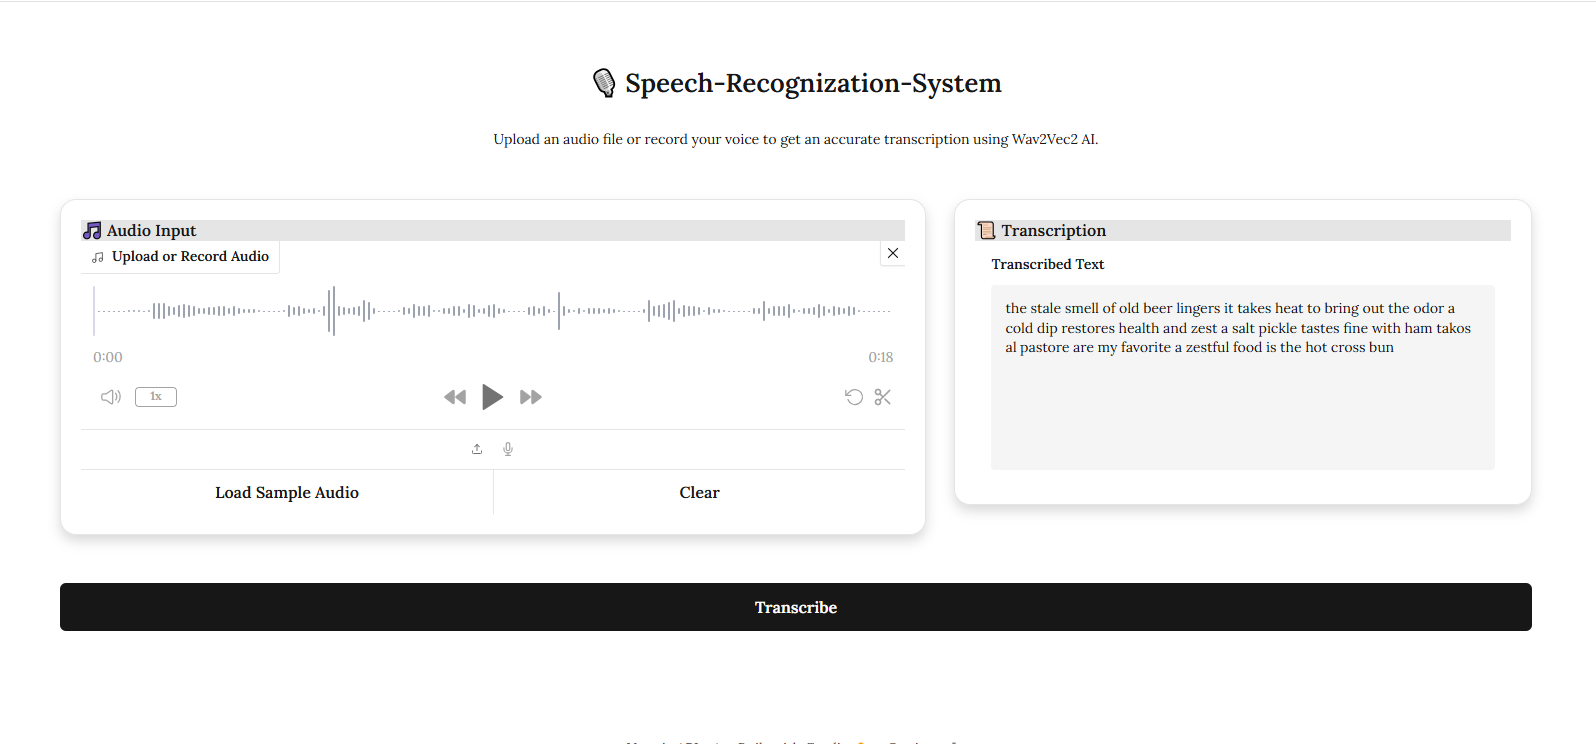 Speech-Recognization-System
Upload an audio file or record your voice to get an accurate transcription using Wav2Vec2 AI.
Audio Input
Upload or Record Audio
0:00
0:18
1x
Load Sample Audio
Clear
Transcription
Transcribed Text
the stale smell of old beer lingers it takes heat to bring out the odor a
cold dip restores health and zest a salt pickle tastes fine with ham takos
al pastore are my favorite a zestful food is the hot cross bun
Transcribe